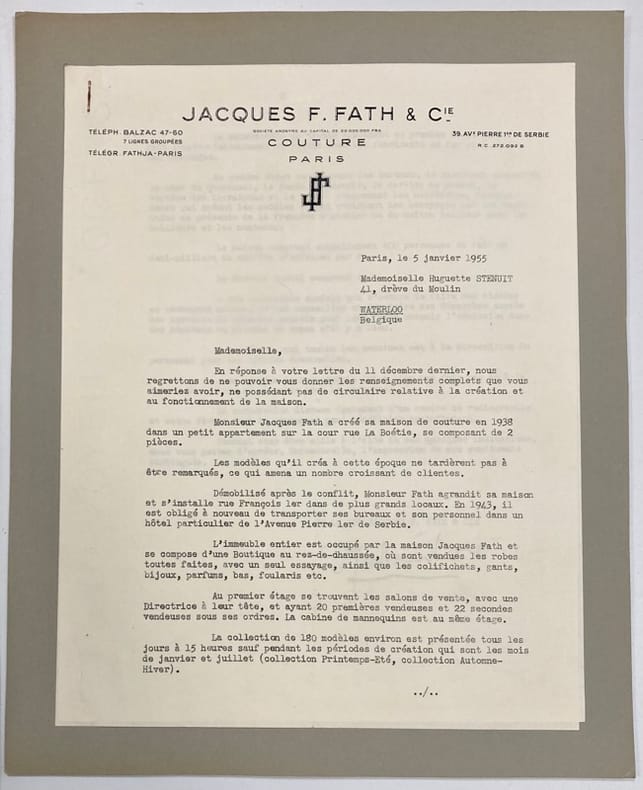 JACQUES F. FATH & CIE
TÉLÉPH. BALZAC 47-60
7 LIGNES GROUPÉES
TÉLÉGR. FATHJA-PARIS
SOCIÉTÉ ANONYME AU CAPITAL DE FRS
COUTURE
PARIS
39. AVE PIERRE 1ER DE SERBIE
R.C. 272.092 B
JF
Paris, le 5 janvier 1955
Mademoiselle Huguette STENUIT
41, drève du Moulin
WATERLOO
Belgique
Mademoiselle,
En réponse à votre lettre du 11 décembre dernier, nous
regrettons de ne pouvoir vous donner les renseignements complets que vous
aimeriez avoir, ne possédant pas de circulaire relative à la création et
au fonctionnement de la maison.
Monsieur Jacques Fath a créé sa maison de couture en 1938
dans un petit appartement sur la cour rue La Boétie, se composant de 2
pièces.
Les modèles qu'il créa à cette époque ne tardèrent pas à
être remarqués, ce qui amena un nombre croissant de clientes.
Démobilisé après le conflit, Monsieur Fath agrandit sa maison
et s'installe rue François 1er dans de plus grands locaux. En 1943, il
est obligé à nouveau de transporter ses bureaux et son personnel dans un
hôtel particulier de l'Avenue Pierre 1er de Serbie.
L'immeuble entier est occupé par la maison Jacques Fath et
se compose d'une Boutique au rez-de-chaussée, où sont vendues les robes
toutes faites, avec un seul essayage, ainsi que les colifichets, gants,
bijoux, parfums, bas, foulards etc.
Au premier étage se trouvent les salons de vente, avec une
Directrice à leur tête, et ayant 20 premières vendeuses et 22 secondes
vendeuses sous ses ordres. La cabine de mannequins est au même étage.
La collection de 180 modèles environ est présentée tous les
jours à 15 heures sauf pendant les périodes de création qui sont les mois
de janvier et juillet (collection Printemps-Eté, collection Automne-
Hiver).
../..